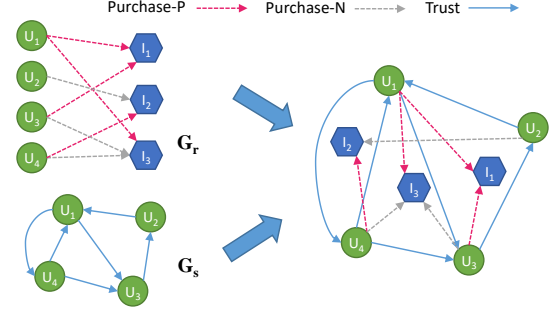 Purchase-P Purchase-N Trust
U1 I1
U2 I2
U3
U4 I3
Gr
U1 U2
U4 U3
Gs
U1
U2
I2
I3 I1
U4 U3